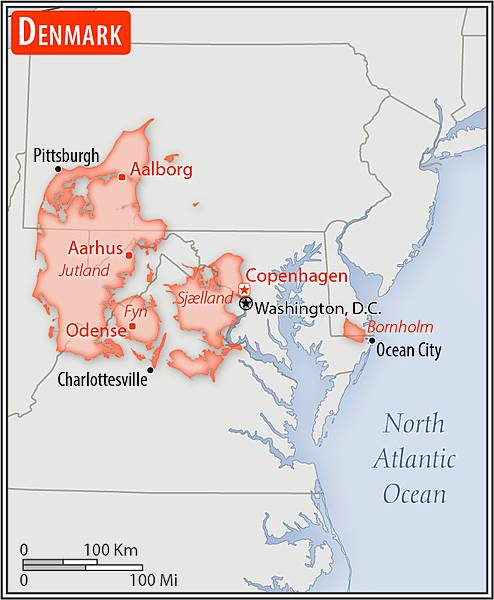 DENMARK
Pittsburgh
Aalborg
Aarhus
Jutland
Copenhagen
Sjælland
Fyn
Washington, D.C.
Odense
Bornholm
Ocean City
Charlottesville
North
Atlantic
Ocean
0 100 Km
0 100 Mi